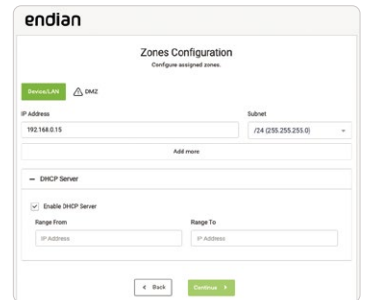 endian
Zones Configuration
Configure assigned zones.
Device/LAN DMZ
IP Address Subnet
192.168.0.15 /24 (255.255.255.0)
Add more
DHCP Server
Enable DHCP Server
Range From Range To
IP Address IP Address
Back Continue